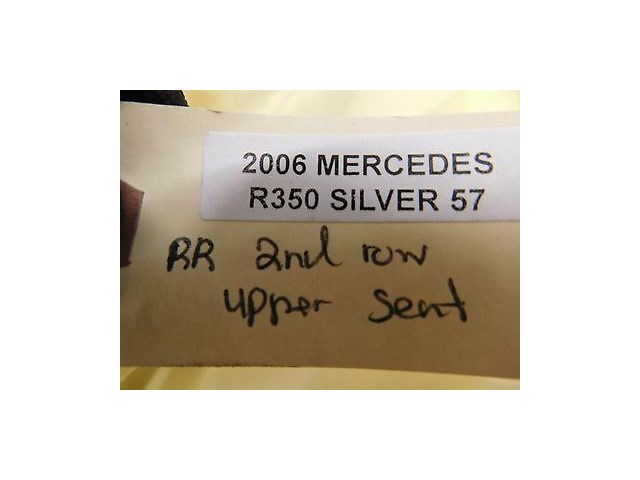 2006 MERCEDES
R350 SILVER 57
RR 2nd row
upper seat